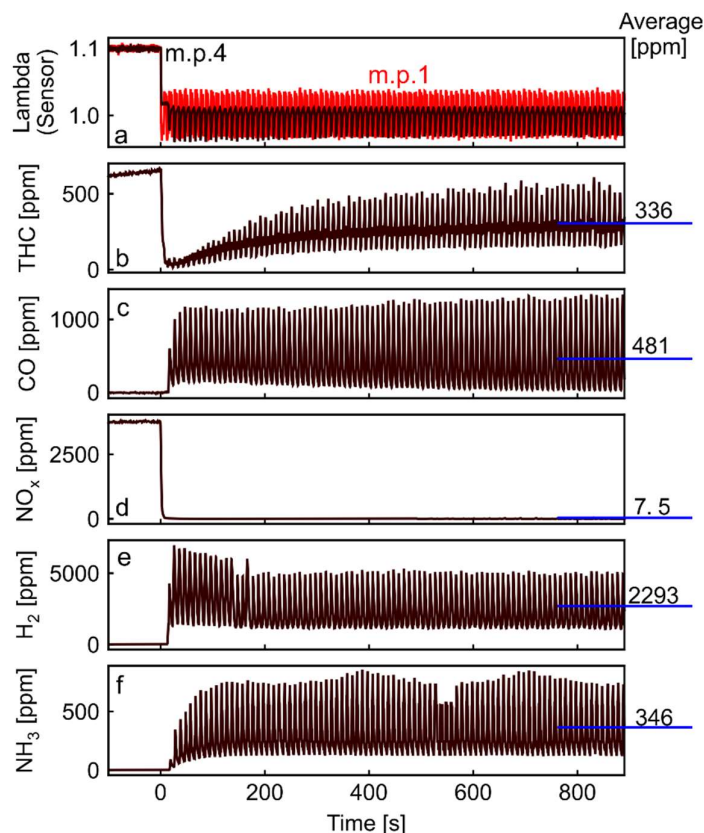 Average
[ppm]
1.1
m.p.4
m.p.1
Lambda
(Sensor)
1.0
a
500
THC [ppm]
336
0
b
c
1000
CO [ppm]
481
0
2500
NOx [ppm]
d
7. 5
0
e
5000
H2 [ppm]
2293
0
f
500
NH3 [ppm]
346
0
0 200 400 600 800
Time [s]